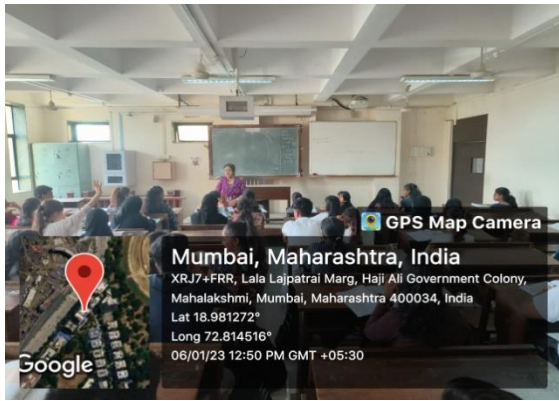 GPS Map Camera
Mumbai, Maharashtra, India
XRJ7+FRR, Lala Lajpatrai Marg, Haji Ali Government Colony,
Mahalakshmi, Mumbai, Maharashtra 400034, India
Lat 18.981272°
Long 72.814516°
06/01/23 12:50 PM GMT +05:30
Google